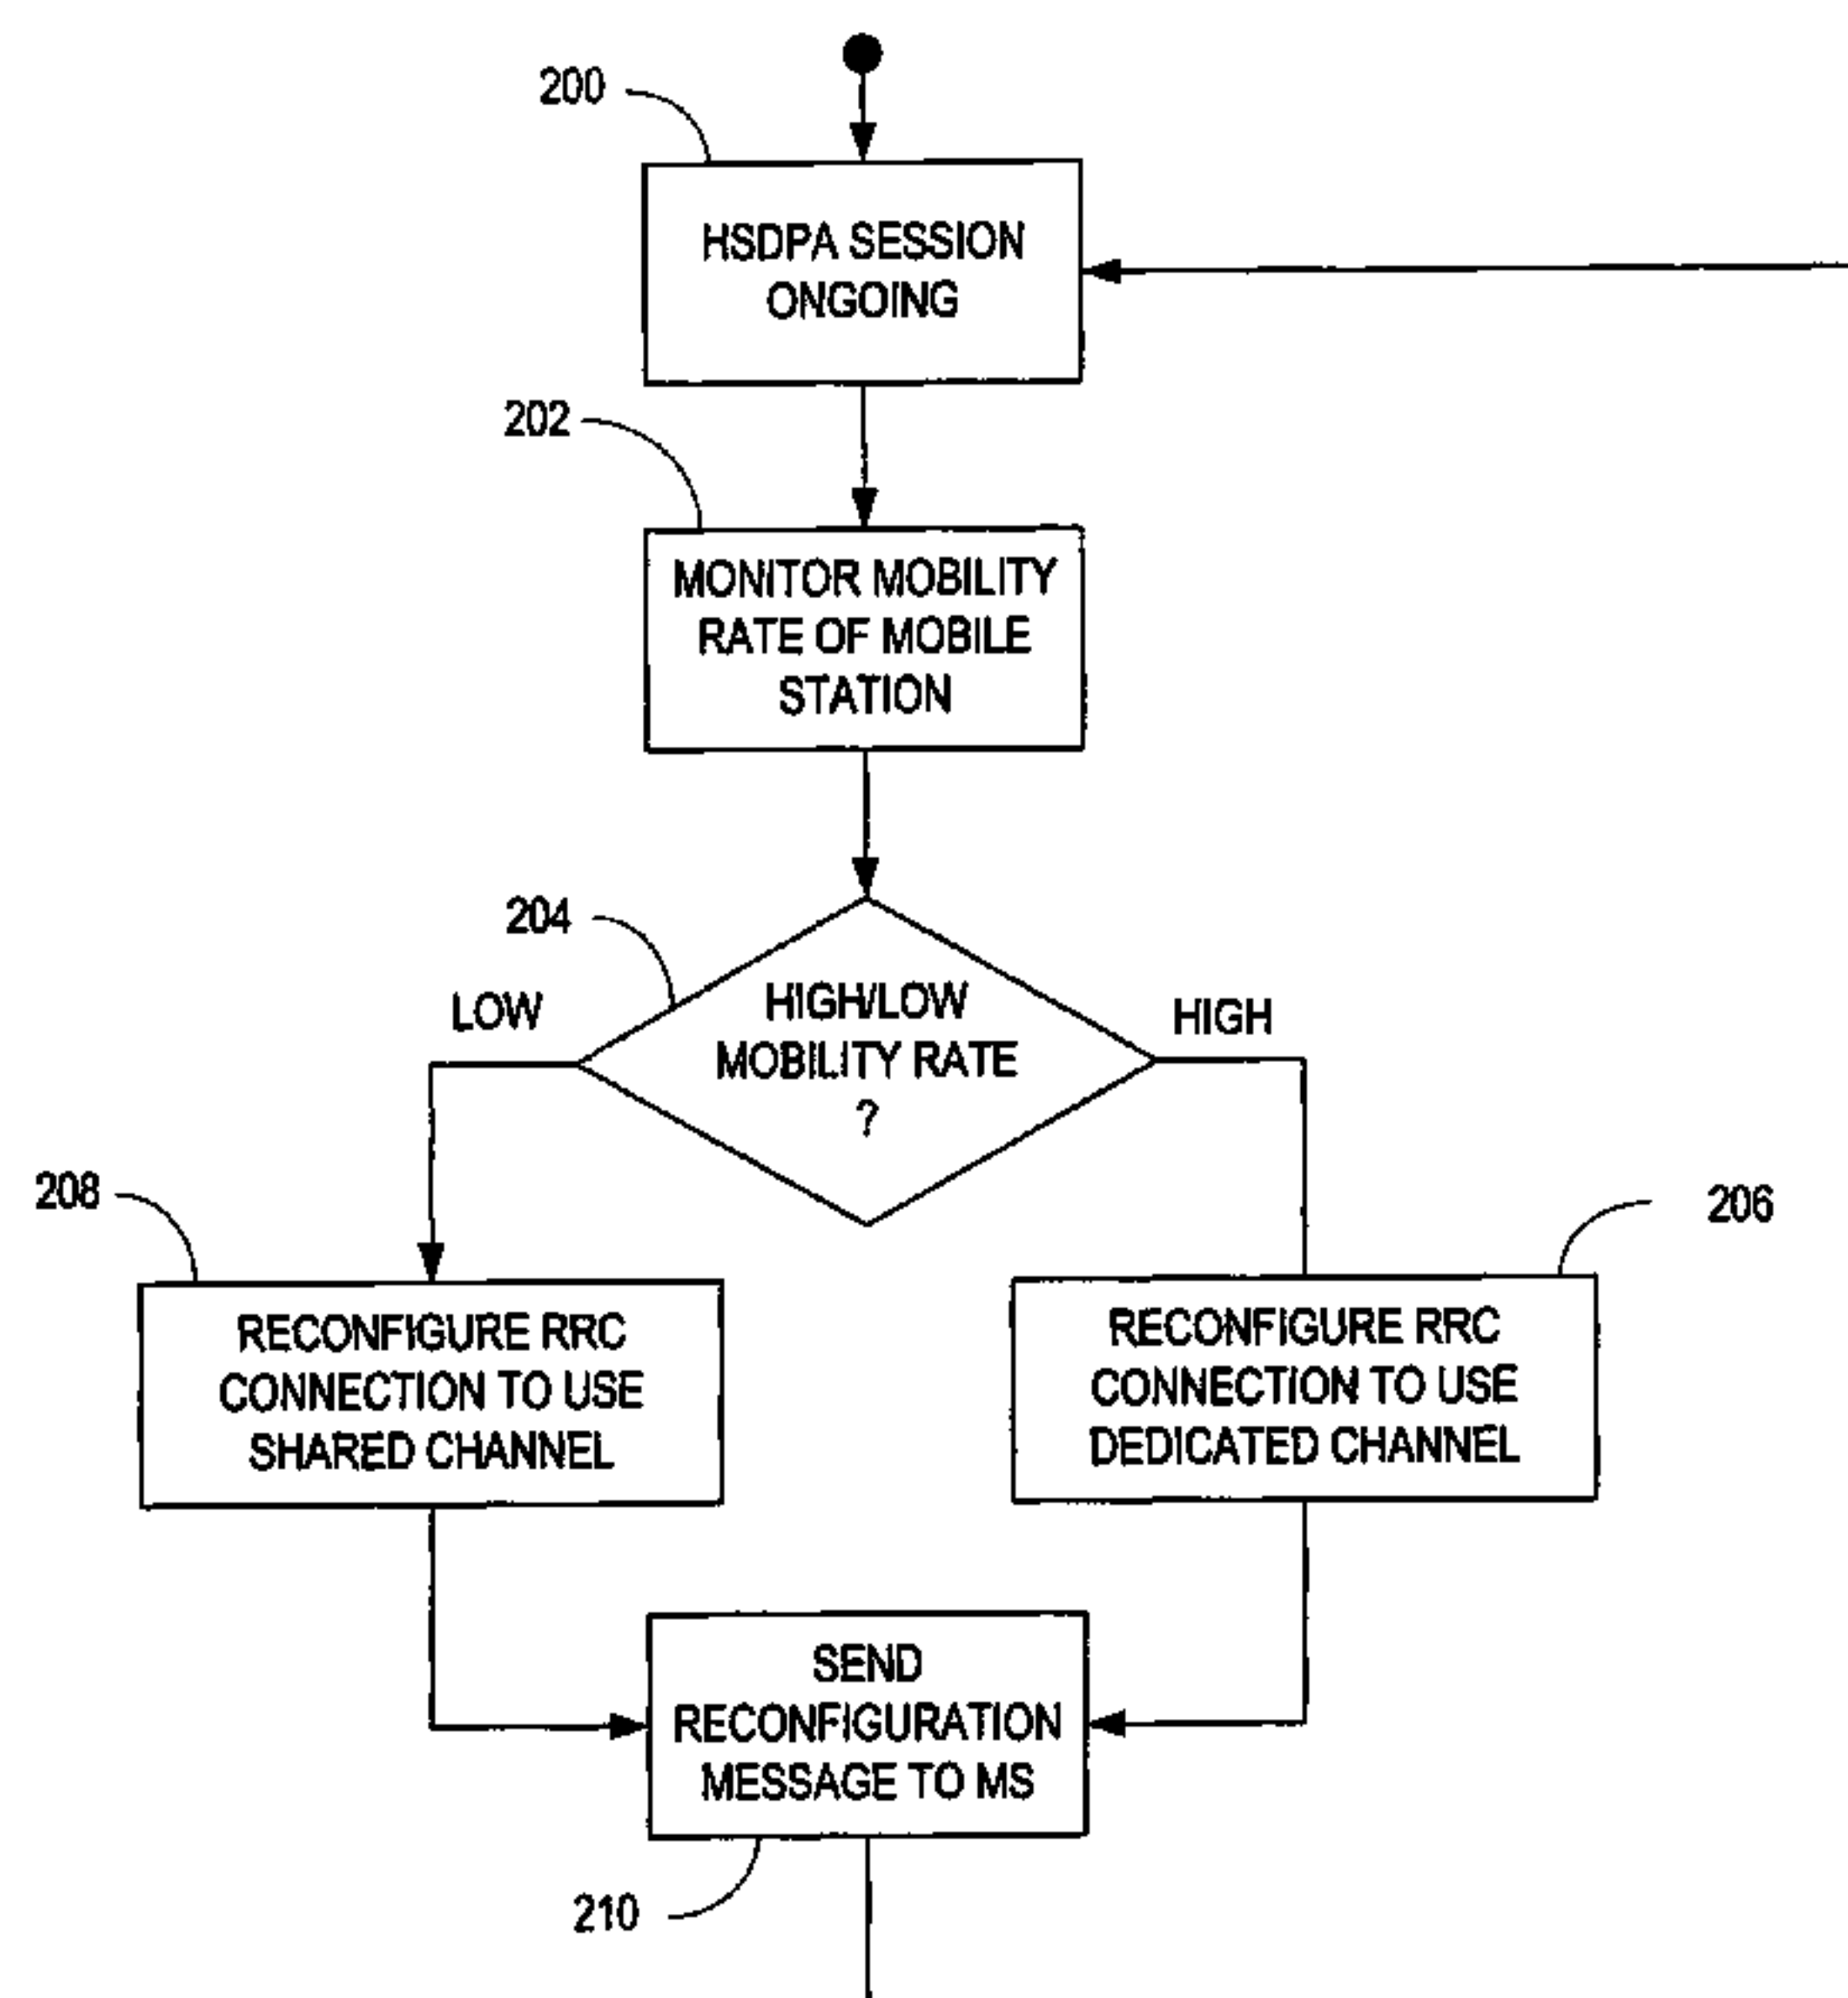 200
HSDPA SESSION
ONGOING
202
MONITOR MOBILITY
RATE OF MOBILE
STATION
204
LOW
HIGH/LOW
MOBILITY RATE
?
HIGH
208
206
RECONFIGURE RRC
CONNECTION TO USE
SHARED CHANNEL
RECONFIGURE RRC
CONNECTION TO USE
DEDICATED CHANNEL
SEND
RECONFIGURATION
MESSAGE TO MS
210